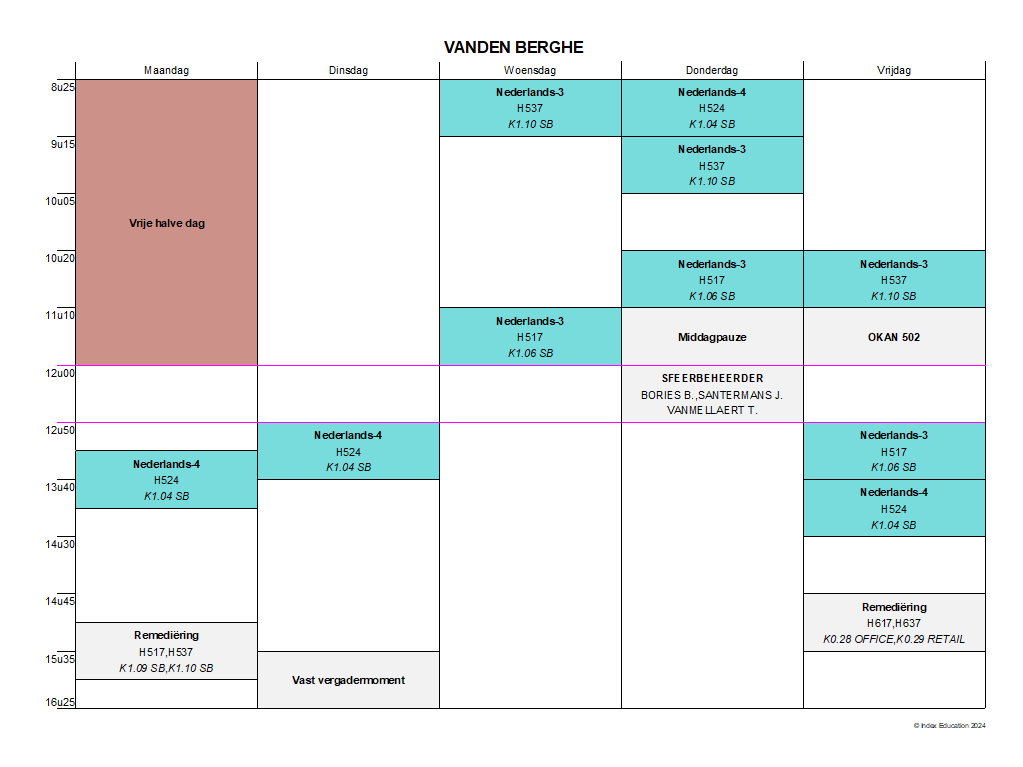 VANDEN BERGHE
Maandag
Dinsdag
Woensdag
Donderdag
Vrijdag
8u25
9u15
10u05
10u20
11u10
12u00
12u50
13u40
14u30
14u45
15u35
16u25
Vrije halve dag
Nederlands-4
H524
K1.04 SB
Remediëring
H517,H537
K1.09 SB,K1.10 SB
Nederlands-4
H524
K1.04 SB
Vast vergadermoment
Nederlands-3
H537
K1.10 SB
Nederlands-3
H517
K1.06 SB
Nederlands-4
H524
K1.04 SB
Nederlands-3
H537
K1.10 SB
Nederlands-3
H517
K1.06 SB
Middagpauze
SFEERBEHEERDER
BORIES B.,SANTERMANS J.
VANMELLAERT T.
Nederlands-3
H537
K1.10 SB
OKAN 502
Nederlands-3
H517
K1.06 SB
Nederlands-4
H524
K1.04 SB
Remediëring
H617,H637
K0.28 OFFICE,K0.29 RETAIL
© Index Education 2024